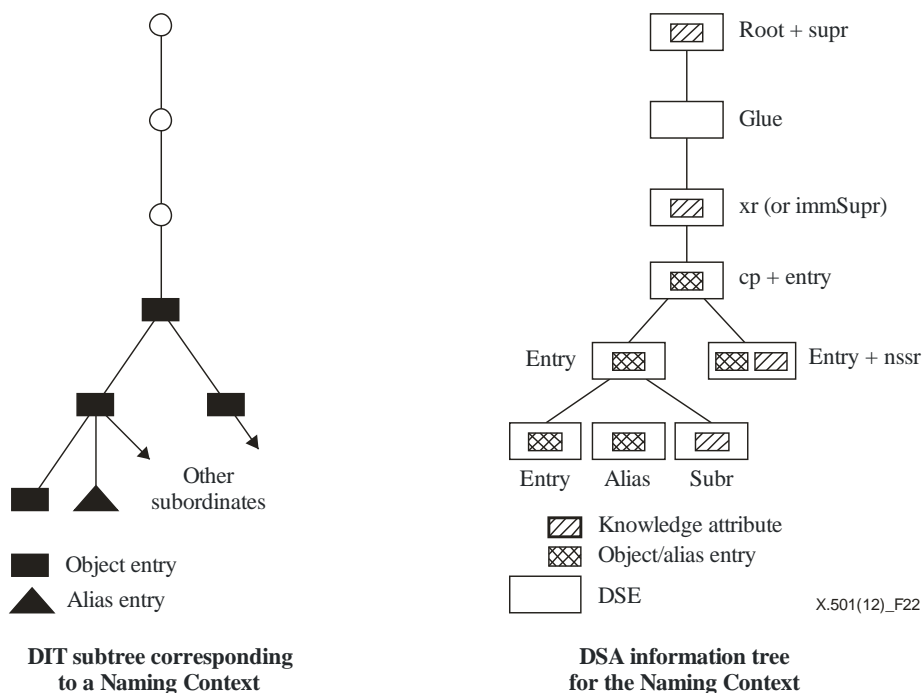 Root + supr
Glue
xr (or immSupr)
cp + entry
Entry
Entry + nssr
Other
subordinates
Entry
Alias
Subr
Object entry
Alias entry
Knowledge attribute
Object/alias entry
DSE
X.501(12)_F22
DIT subtree corresponding
to a Naming Context
DSA information tree
for the Naming Context